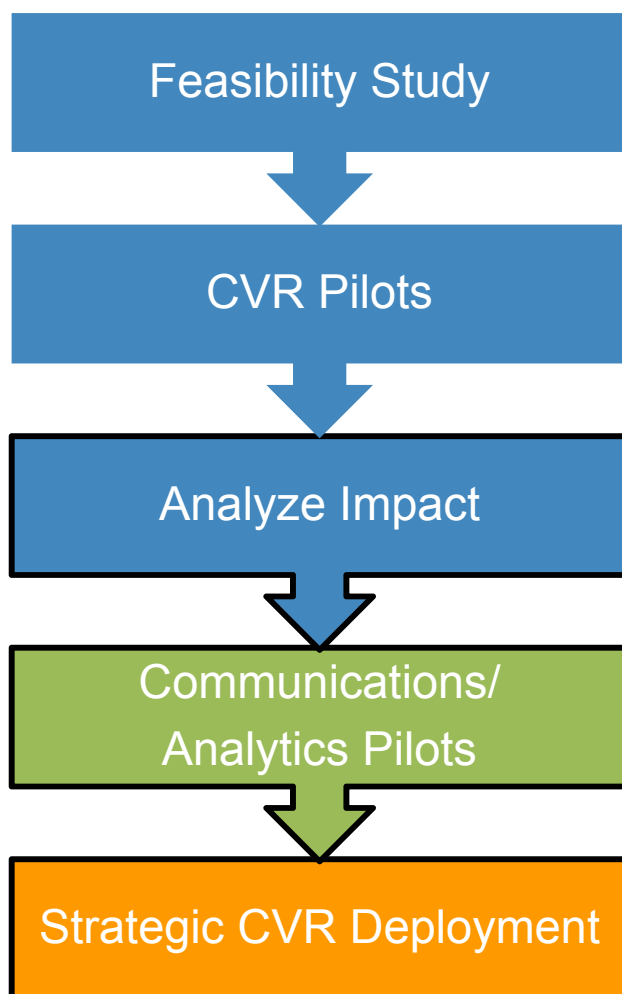 Feasibility Study
CVR Pilots
Analyze Impact
Communications/
Analytics Pilots
Strategic CVR Deployment